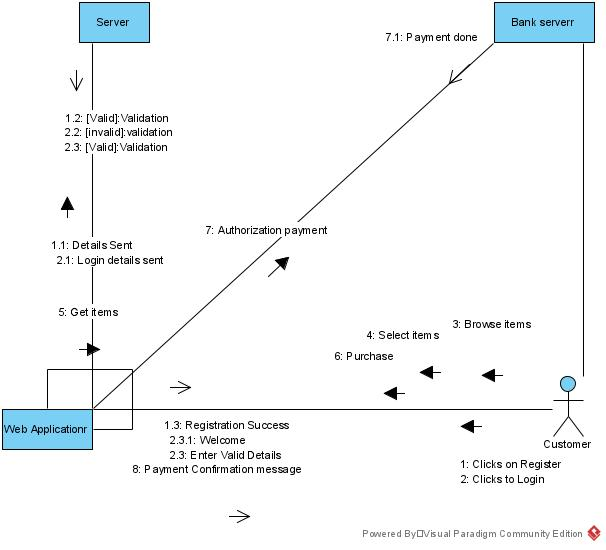 Server
Bank serverr
7.1: Payment done
1.2: [Valid]:Validation
2.2: [invalid]:validation
2.3: [Valid]:Validation
7: Authorization payment
1.1: Details Sent
2.1: Login details sent
5: Get items
3: Browse items
4: Select items
6: Purchase
Web Applicationr
1.3: Registration Success
2.3.1: Welcome
2.3: Enter Valid Details
8: Payment Confirmation message
Customer
1: Clicks on Register
2: Clicks to Login
Powered By Visual Paradigm Community Edition